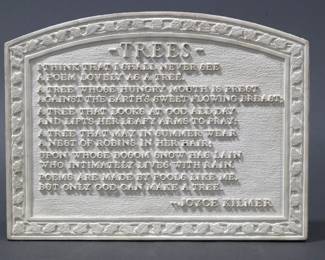 -TREES-
I THINK THAT I SHALL NEVER SEE
A POEM LOVELY AS A TREE.
A TREE WHOSE HUNGRY MOUTH IS PREST
AGAINST THE EARTH'S SWEET FLOWING BREAST;
A TREE THAT LOOKS AT GOD ALL DAY
AND LIFTS HER LEAFY ARMS TO PRAY;
A TREE THAT MAY IN SUMMER WEAR
A NEST OF ROBINS IN HER HAIR;
UPON WHOSE BOSOM SNOW HAS LAIN
WHO INTIMATELY LIVES WITH RAIN.
POEMS ARE MADE BY FOOLS LIKE ME,
BUT ONLY GOD CAN MAKE A TREE.
-JOYCE KILMER